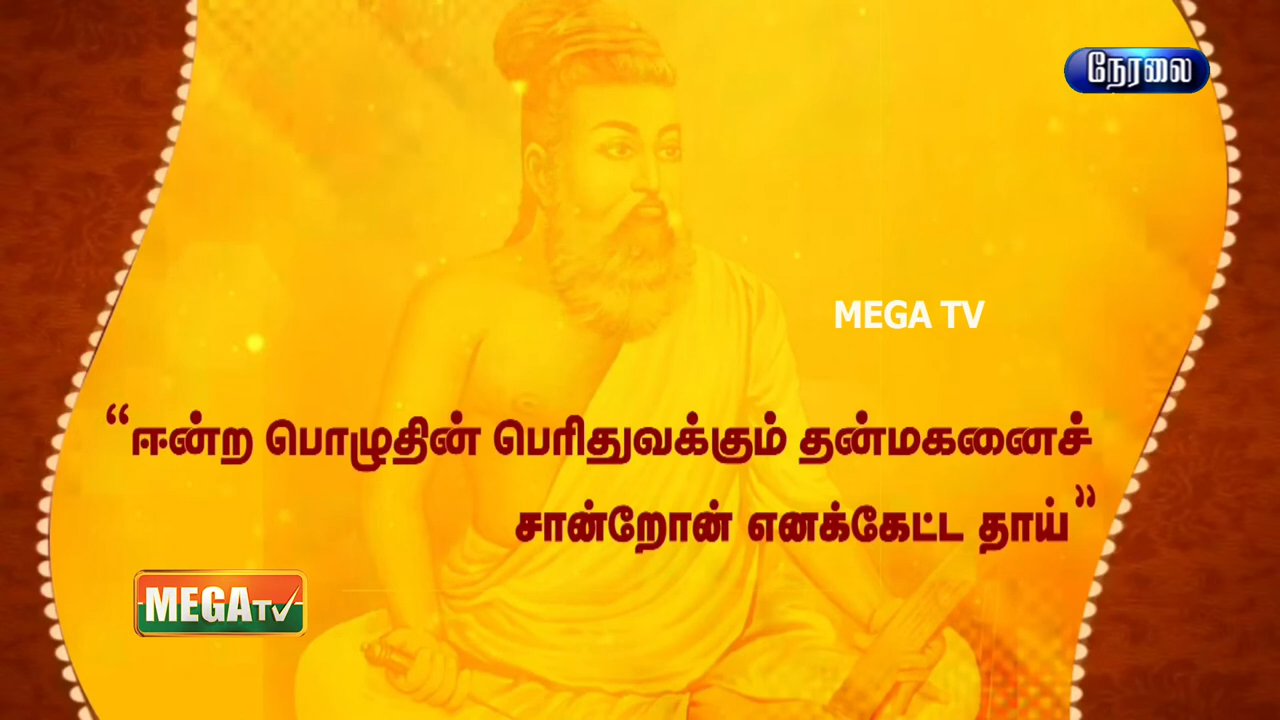 நேரலை
MEGA TV
“ஈன்ற பொழுதின் பெரிதுவக்கும் தன்மகனைச்
சான்றோன் எனக்கேட்ட தாய்”
MEGA TV